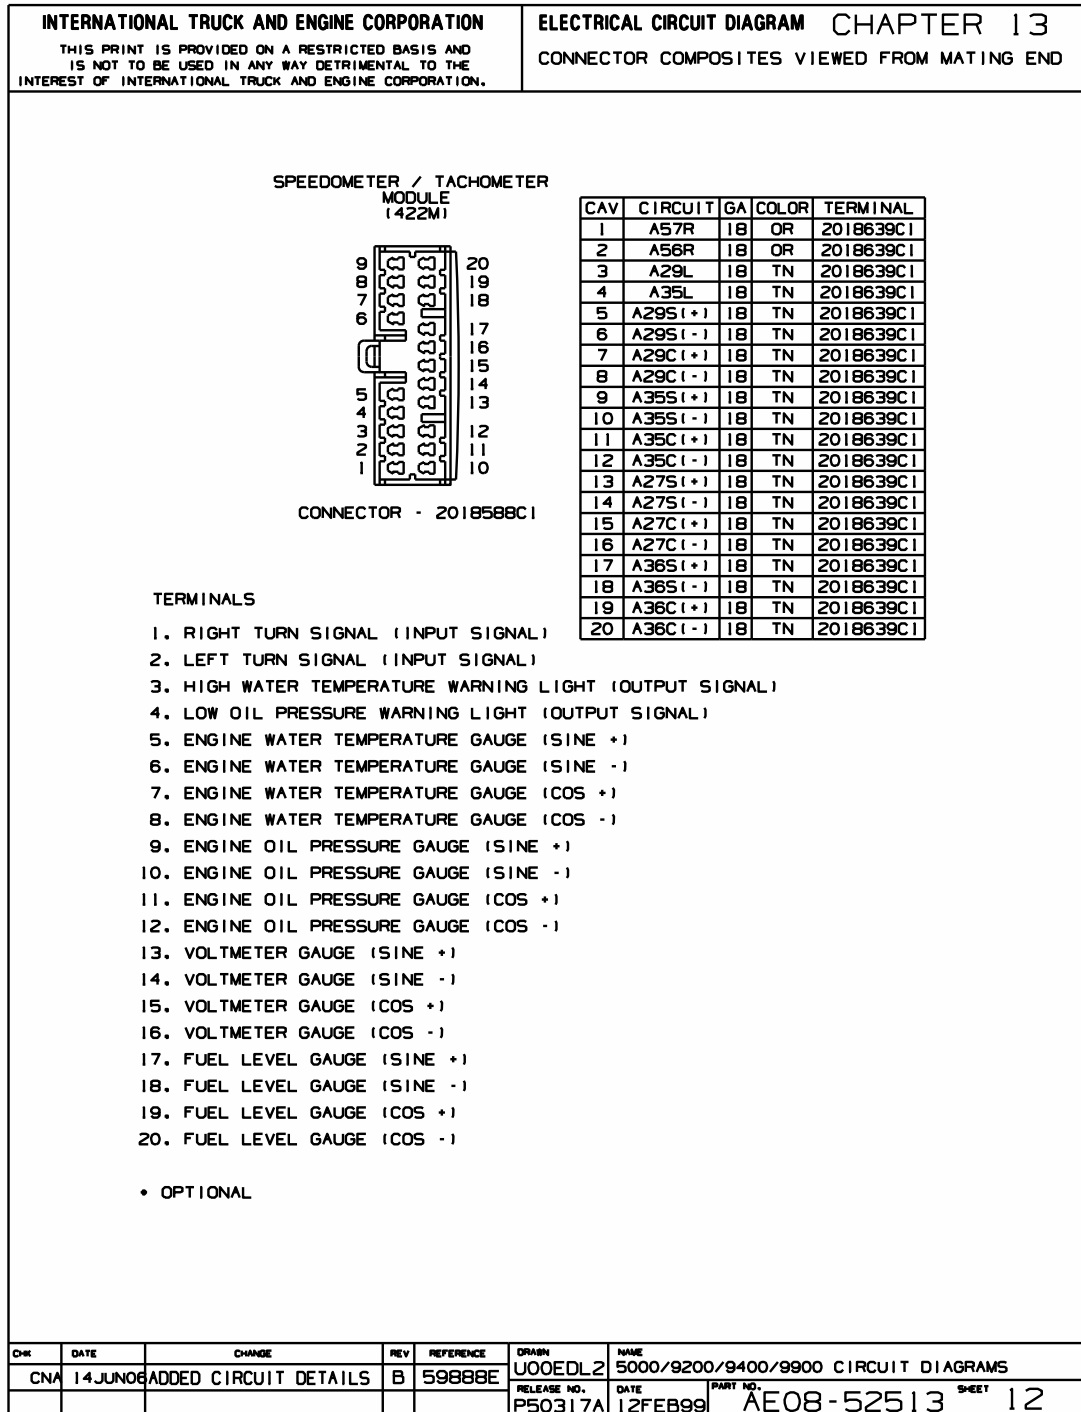 INTERNATIONAL TRUCK AND ENGINE CORPORATION
THIS PRINT IS PROVIDED ON A RESTRICTED BASIS AND
IS NOT TO BE USED IN ANY WAY DETRIMENTAL TO THE
INTEREST OF INTERNATIONAL TRUCK AND ENGINE CORPORATION.
ELECTRICAL CIRCUIT DIAGRAM CHAPTER 13
CONNECTOR COMPOSITES VIEWED FROM MATING END
SPEEDOMETER / TACHOMETER
MODULE
(422M)
9 20
8 19
7 18
6 17
16
15
14
5 13
4
3 12
2 11
1 10
CONNECTOR - 2018588C1
CAV CIRCUIT GA COLOR TERMINAL
1 A57R 18 OR 2018639C1
2 A56R 18 OR 2018639C1
3 A29L 18 TN 2018639C1
4 A35L 18 TN 2018639C1
5 A29S(+) 18 TN 2018639C1
6 A29S(-) 18 TN 2018639C1
7 A29C(+) 18 TN 2018639C1
8 A29C(-) 18 TN 2018639C1
9 A35S(+) 18 TN 2018639C1
10 A35S(-) 18 TN 2018639C1
11 A35C(+) 18 TN 2018639C1
12 A35C(-) 18 TN 2018639C1
13 A27S(+) 18 TN 2018639C1
14 A27S(-) 18 TN 2018639C1
15 A27C(+) 18 TN 2018639C1
16 A27C(-) 18 TN 2018639C1
17 A36S(+) 18 TN 2018639C1
18 A36S(-) 18 TN 2018639C1
19 A36C(+) 18 TN 2018639C1
20 A36C(-) 18 TN 2018639C1
TERMINALS
1. RIGHT TURN SIGNAL (INPUT SIGNAL)
2. LEFT TURN SIGNAL (INPUT SIGNAL)
3. HIGH WATER TEMPERATURE WARNING LIGHT (OUTPUT SIGNAL)
4. LOW OIL PRESSURE WARNING LIGHT (OUTPUT SIGNAL)
5. ENGINE WATER TEMPERATURE GAUGE (SINE +)
6. ENGINE WATER TEMPERATURE GAUGE (SINE -)
7. ENGINE WATER TEMPERATURE GAUGE (COS +)
8. ENGINE WATER TEMPERATURE GAUGE (COS -)
9. ENGINE OIL PRESSURE GAUGE (SINE +)
10. ENGINE OIL PRESSURE GAUGE (SINE -)
11. ENGINE OIL PRESSURE GAUGE (COS +)
12. ENGINE OIL PRESSURE GAUGE (COS -)
13. VOLTMETER GAUGE (SINE +)
14. VOLTMETER GAUGE (SINE -)
15. VOLTMETER GAUGE (COS +)
16. VOLTMETER GAUGE (COS -)
17. FUEL LEVEL GAUGE (SINE +)
18. FUEL LEVEL GAUGE (SINE -)
19. FUEL LEVEL GAUGE (COS +)
20. FUEL LEVEL GAUGE (COS -)
* OPTIONAL
CHK DATE CHANGE REV REFERENCE DRAWN NAME
CNA 14JUN06 ADDED CIRCUIT DETAILS B 59888E U00EDL2 5000/9200/9400/9900 CIRCUIT DIAGRAMS
RELEASE NO. DATE PART NO. SHEET
P50317A 12FEB99 AE08-52513 12